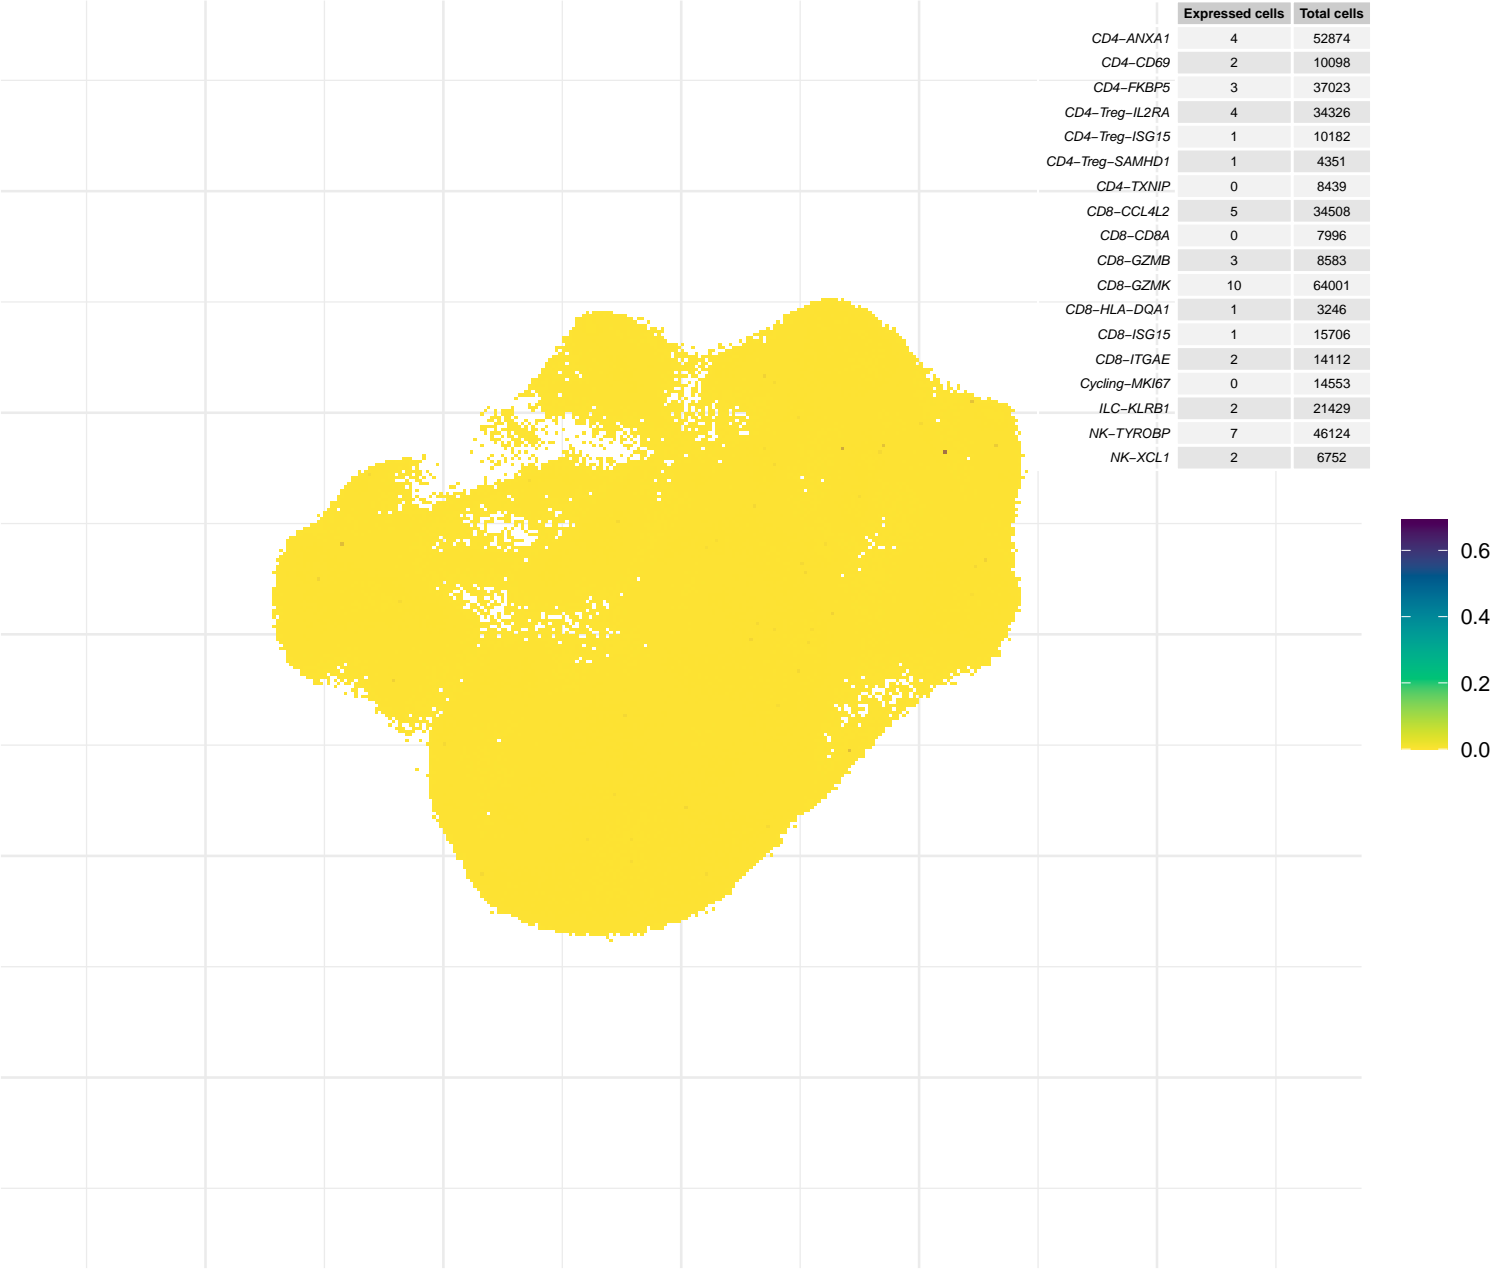 Expressed cells Total cells
CD4−ANXA1 4 52874
CD4−CD69 2 10098
CD4−FKBP5 3 37023
CD4−Treg−IL2RA 4 34326
CD4−Treg−ISG15 1 10182
CD4−Treg−SAMHD1 1 4351
CD4−TXNIP 0 8439
CD8−CCL4L2 5 34508
CD8−CD8A 0 7996
CD8−GZMB 3 8583
CD8−GZMK 10 64001
CD8−HLA−DQA1 1 3246
CD8−ISG15 1 15706
CD8−ITGAE 2 14112
Cycling−MKI67 0 14553
ILC−KLRB1 2 21429
NK−TYROBP 7 46124
NK−XCL1 2 6752
0.6
0.4
0.2
0.0